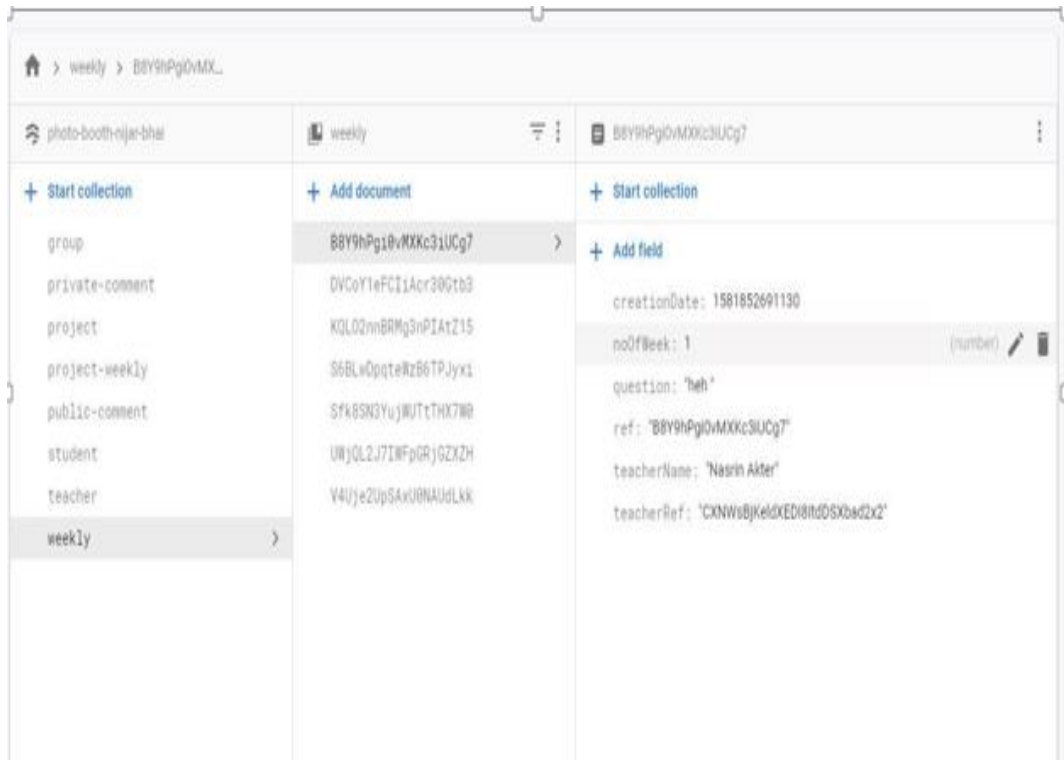 weekly > B8Y9hPgi0vMX...
photo-booth-nijar-bhai
+ Start collection
group
private-comment
project
project-weekly
public-comment
student
teacher
weekly
weekly
+ Add document
B8Y9hPgi0vMXKc3iUCg7
DVCoY1eFCIiAcr30Gtb3
KQLO2nnBRMg3nPIAtZ15
S6BLwDpqteWzB6TPJyxi
Sfk8SN3YujWUTtTHX7W0
UWjQL2J7IWFpGRjGZXZH
V4Uje2UpSAxU0NAUdLkk
B8Y9hPgi0vMXKc3iUCg7
+ Start collection
+ Add field
creationDate: 1581852691130
noOfWeek: 1 (number)
question: "heh "
ref: "B8Y9hPgi0vMXKc3iUCg7"
teacherName: "Nasrin Akter"
teacherRef: